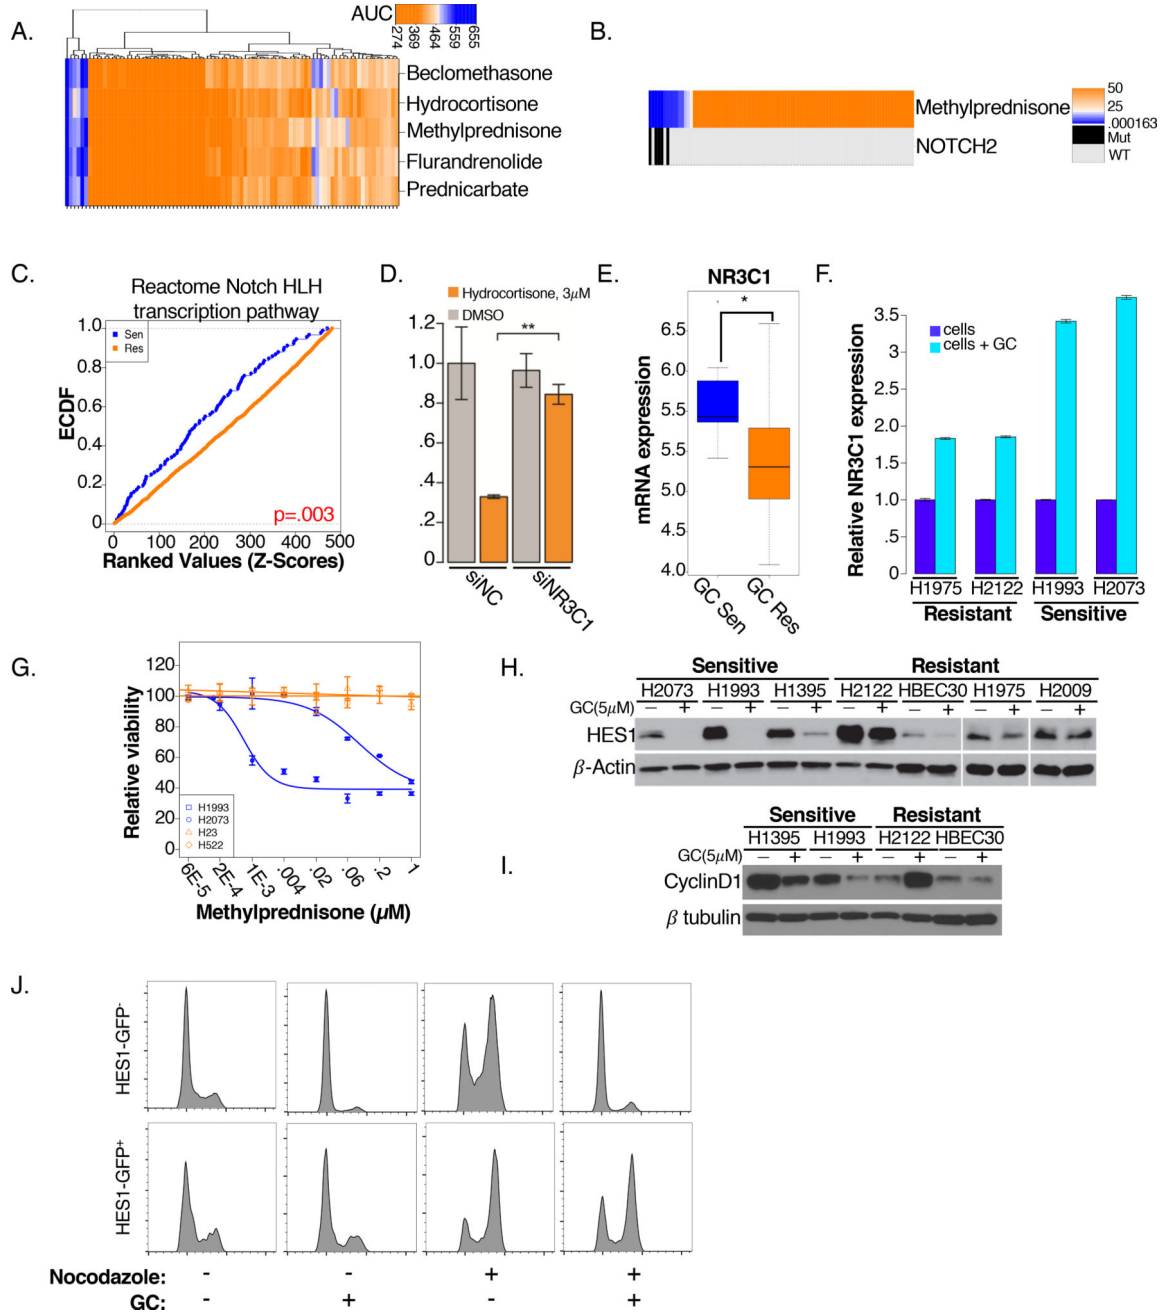 A.
AUC
274 369 464 559 655
Beclomethasone
Hydrocortisone
Methylprednisone
Flurandrenolide
Prednicarbate
B.
Methylprednisone
NOTCH2
50
25
.000163
Mut
WT
C.
Reactome Notch HLH
transcription pathway
Sen
Res
ECDF
1.0
0.8
0.6
0.4
0.2
0
p=.003
0 100 200 300 400 500
Ranked Values (Z-Scores)
D.
Hydrocortisone, 3μM
DMSO
1.2
1.0
.8
.6
.4
.2
0
**
siNC
siNR3C1
E.
NR3C1
*
mRNA expression
6.5
6.0
5.5
5.0
4.5
4.0
GC Sen
GC Res
F.
cells
cells + GC
Relative NR3C1 expression
3.5
3.0
2.5
2.0
1.5
1.0
.5
0
H1975 H2122 H1993 H2073
Resistant Sensitive
G.
Relative viability
120
100
80
60
40
20
0
H1993
H2073
H23
H522
6E-5 2E-4 1E-3 .004 .02 .06 .2 1
Methylprednisone (μM)
H.
Sensitive Resistant
H2073 H1993 H1395 H2122 HBEC30 H1975 H2009
GC(5μM) – + – + – + – + – + – + – +
HES1
β-Actin
I.
Sensitive Resistant
H1395 H1993 H2122 HBEC30
GC(5μM) – + – + – + – +
CyclinD1
β tubulin
J.
HES1-GFP-
HES1-GFP+
Nocodazole: - - + +
GC: - + - +